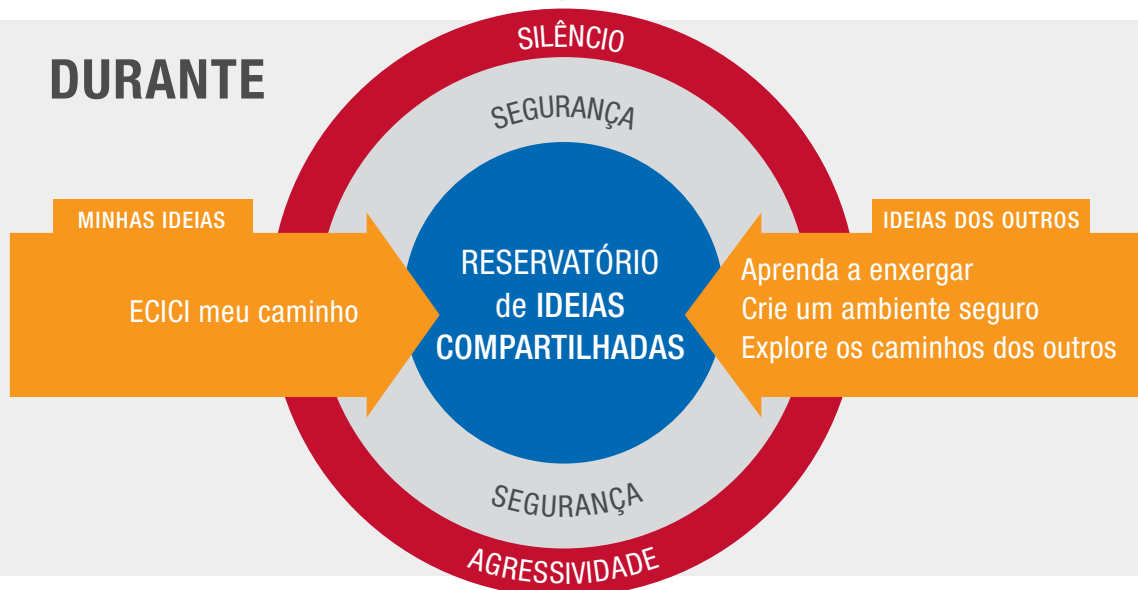 SILÊNCIO
DURANTE
SEGURANÇA
MINHAS IDEIAS
ECICI meu caminho
RESERVATÓRIO
de IDEIAS
COMPARTILHADAS
IDEIAS DOS OUTROS
Aprenda a enxergar
Crie um ambiente seguro
Explore os caminhos dos outros
SEGURANÇA
AGRESSIVIDADE